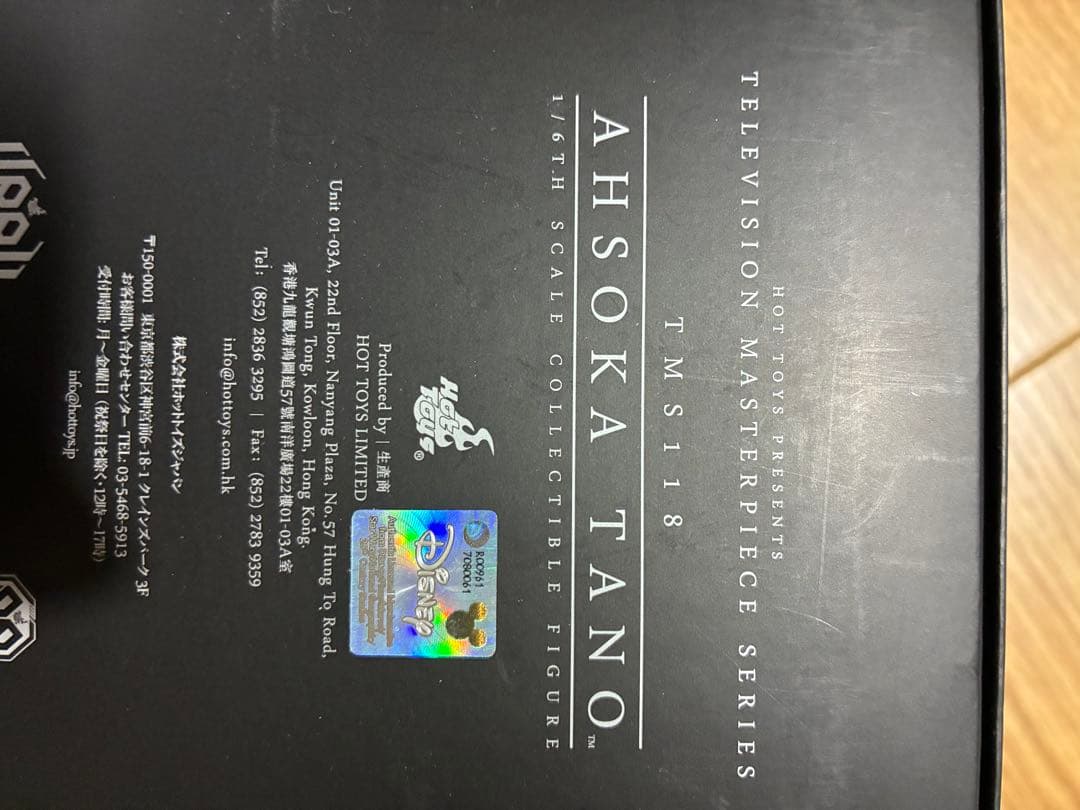 HOT TOYS PRESENTS
TELEVISION MASTERPIECE SERIES
TMS118
AHSOKA TANO™
1/6TH SCALE COLLECTIBLE FIGURE
HOT TOYS®
Produced by | 生産商
HOT TOYS LIMITED
Unit 01-03A, 22nd Floor, Nanyang Plaza, No.57 Hung To Road,
Kwun Tong, Kowloon, Hong Kong.
香港九龍觀塘鴻圖道57號南洋廣場22樓01-03A室
Tel: (852) 2836 3295 | Fax: (852) 2783 9359
info@hottoys.com.hk
R00961
7080061
Disney
株式会社ホットトイズジャパン
〒150-0001 東京都渋谷区神宮前6-18-1 クレインズパーク 3F
お客様問い合わせセンター TEL 03-5468-5913
受付時間: 月～金曜日 (祝祭日を除く・12時～17時)
info@hottoys.jp